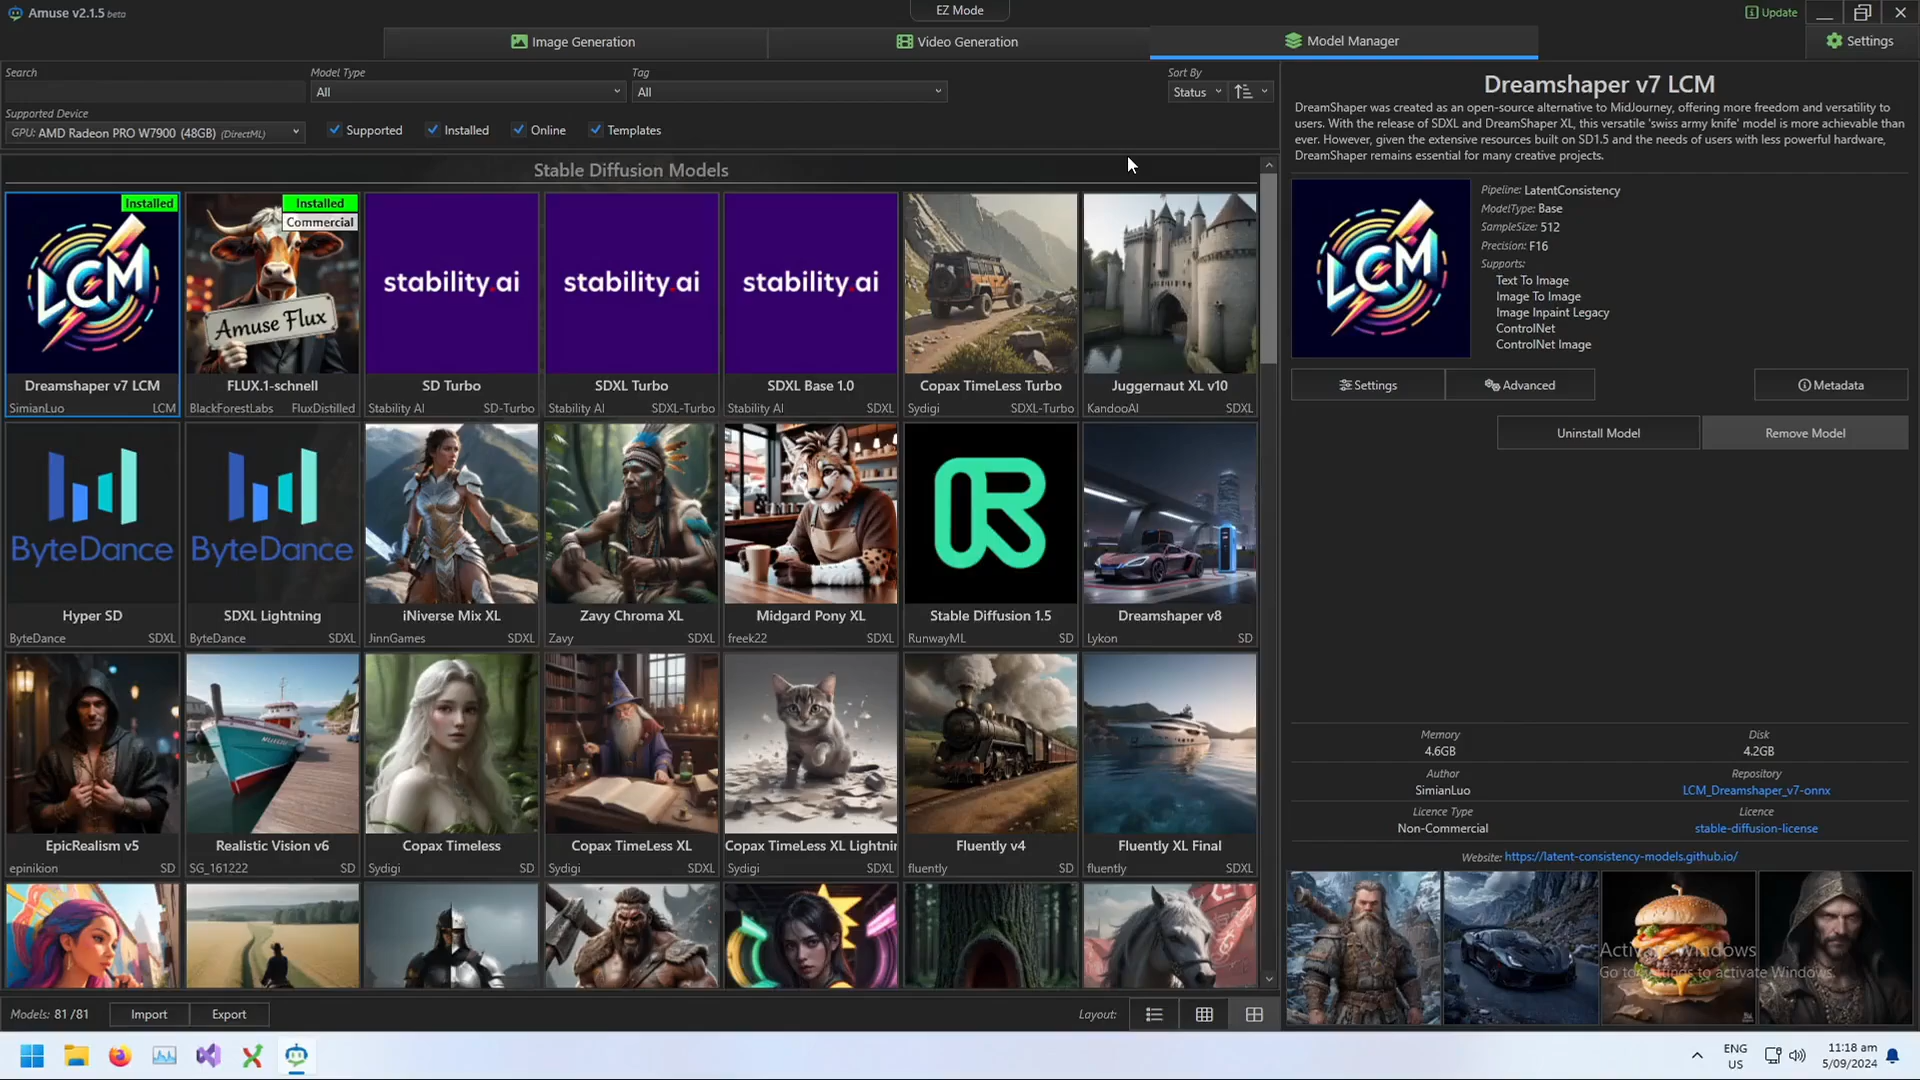 Amuse v2.1.5 beta
EZ Mode
Update
Image Generation
Video Generation
Model Manager
Settings
Search
Model Type
Tag
Sort By
All
All
Status
Supported Device
GPU: AMD Radeon PRO W7900 (48GB) (DirectML)
Supported
Installed
Online
Templates
Stable Diffusion Models
Installed
LCM
Dreamshaper v7 LCM
SimianLuo LCM
Installed
Commercial
Amuse Flux
FLUX.1-schnell
BlackForestLabs FluxDistilled
stability.ai
SD Turbo
Stability AI SD-Turbo
stability.ai
SDXL Turbo
Stability AI SDXL-Turbo
stability.ai
SDXL Base 1.0
Stability AI SDXL
Copax TimeLess Turbo
Sydigi SDXL-Turbo
Juggernaut XL v10
KandooAI SDXL
ByteDance
Hyper SD
ByteDance SDXL
ByteDance
SDXL Lightning
ByteDance SDXL
iNiverse Mix XL
JinnGames SDXL
Zavy Chroma XL
Zavy SDXL
Midgard Pony XL
freek22 SDXL
Stable Diffusion 1.5
RunwayML SD
Dreamshaper v8
Lykon SD
EpicRealism v5
epinikion SD
Realistic Vision v6
SG_161222 SD
Copax Timeless
Sydigi SD
Copax TimeLess XL
Sydigi SDXL
Copax TimeLess XL Lightnin
Sydigi SDXL
Fluently v4
fluently SD
Fluently XL Final
fluently SDXL
Models: 81 /81
Import
Export
Layout:
Dreamshaper v7 LCM
DreamShaper was created as an open-source alternative to MidJourney, offering more freedom and versatility to
users. With the release of SDXL and DreamShaper XL, this versatile 'swiss army knife' model is more achievable than
ever. However, given the extensive resources built on SD1.5 and the needs of users with less powerful hardware,
DreamShaper remains essential for many creative projects.
LCM
Pipeline: LatentConsistency
ModelType: Base
SampleSize: 512
Precision: F16
Supports:
Text To Image
Image To Image
Image Inpaint Legacy
ControlNet
ControlNet Image
Settings
Advanced
Metadata
Uninstall Model
Remove Model
Memory
4.6GB
Disk
4.2GB
Author
SimianLuo
Repository
LCM_Dreamshaper_v7-onnx
Licence Type
Non-Commercial
Licence
stable-diffusion-license
Website: https://latent-consistency-models.github.io/
Activate Windows
Go to Settings to activate Windows.
ENG
US
11:18 am
5/09/2024